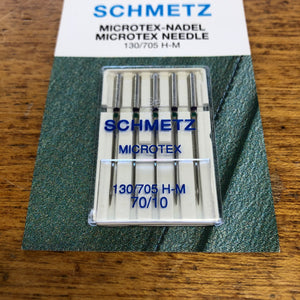 SCHMETZ
MICROTEX-NADEL
MICROTEX NEEDLE
130/705 H-M
SCHMETZ
MICROTEX
130/705 H-M
70/10